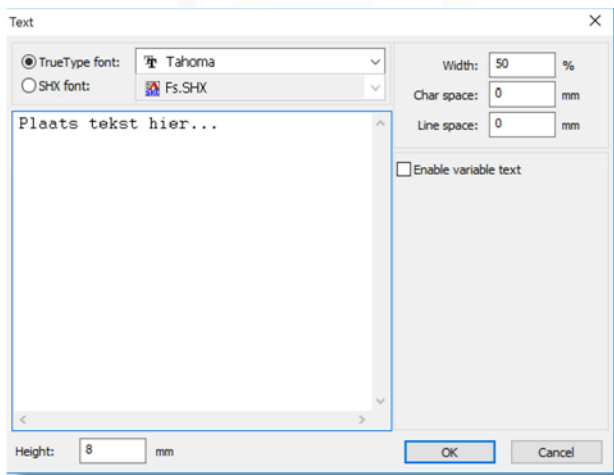 Text
TrueType font: Tahoma
SHX font: Fs.SHX
Width: 50 %
Char space: 0 mm
Line space: 0 mm
Plaats tekst hier...
Enable variable text
Height: 8 mm
OK Cancel